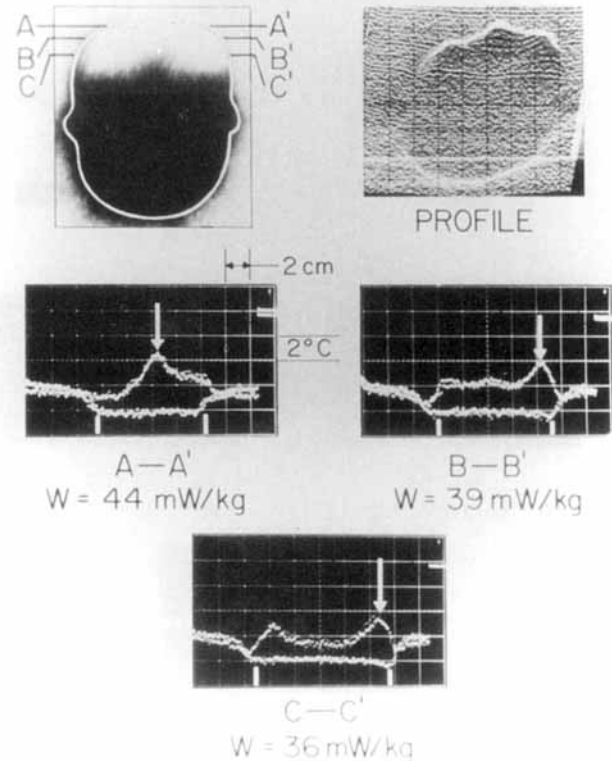 A A'
B B'
C C'
PROFILE
2 cm
2°C
A—A'
W = 44 mW/kg
B—B'
W = 39 mW/kg
C—C'
W = 36 mW/kg